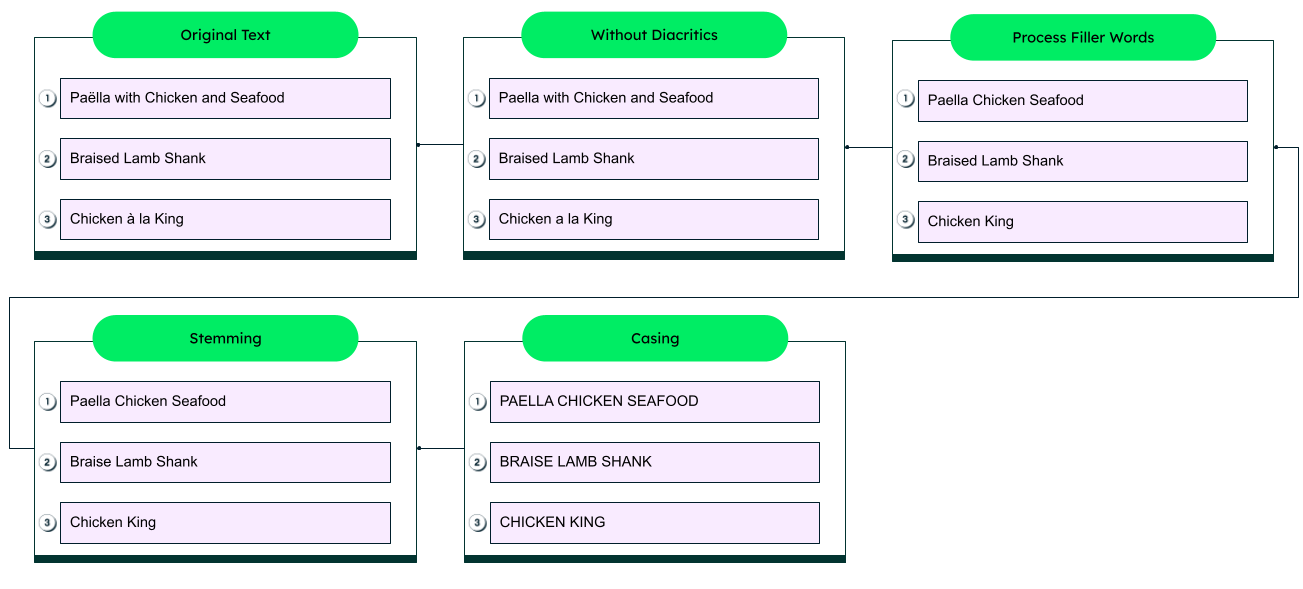 Original Text
1 Paëlla with Chicken and Seafood
2 Braised Lamb Shank
3 Chicken à la King
Without Diacritics
1 Paella with Chicken and Seafood
2 Braised Lamb Shank
3 Chicken a la King
Process Filler Words
1 Paella Chicken Seafood
2 Braised Lamb Shank
3 Chicken King
Stemming
1 Paella Chicken Seafood
2 Braise Lamb Shank
3 Chicken King
Casing
1 PAELLA CHICKEN SEAFOOD
2 BRAISE LAMB SHANK
3 CHICKEN KING